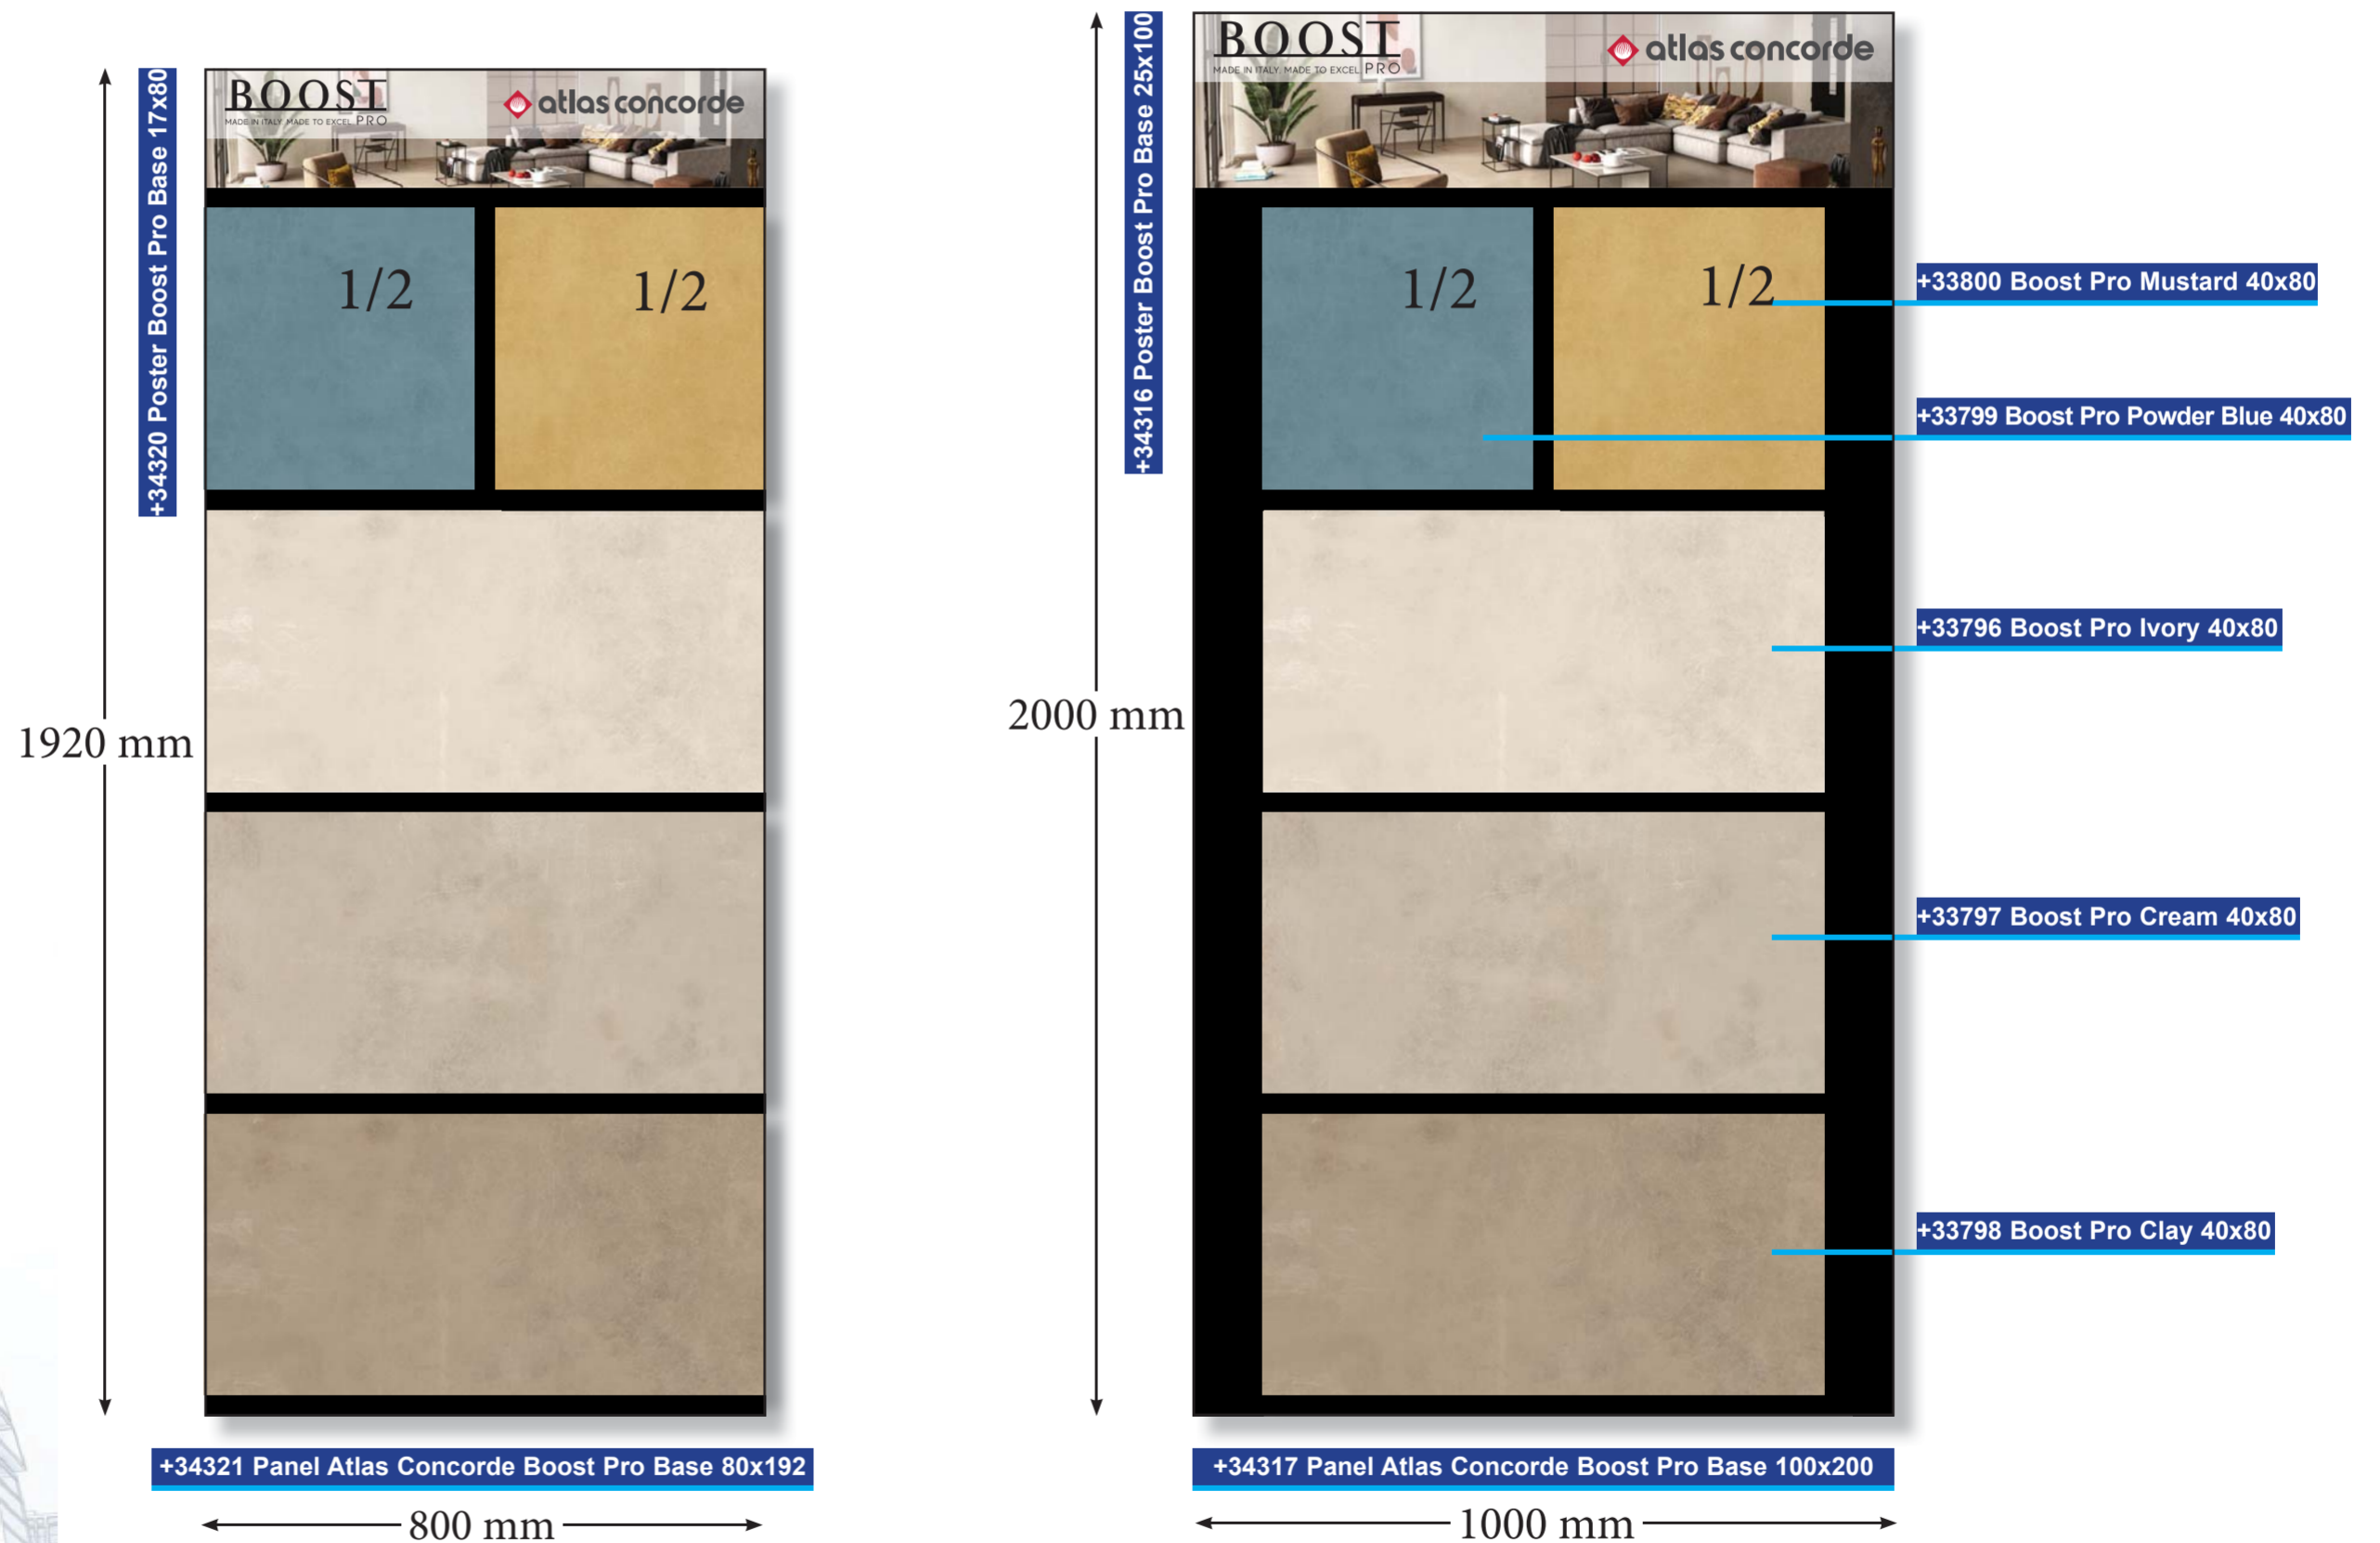 +34320 Poster Boost Pro Base 17x80
BOOST
MADE IN ITALY. MADE TO EXCEL. PRO
atlas concorde
1/2
1/2
1920 mm
+34321 Panel Atlas Concorde Boost Pro Base 80x192
800 mm
+34316 Poster Boost Pro Base 25x100
BOOST
MADE IN ITALY. MADE TO EXCEL. PRO
atlas concorde
1/2
1/2
2000 mm
+33800 Boost Pro Mustard 40x80
+33799 Boost Pro Powder Blue 40x80
+33796 Boost Pro Ivory 40x80
+33797 Boost Pro Cream 40x80
+33798 Boost Pro Clay 40x80
+34317 Panel Atlas Concorde Boost Pro Base 100x200
1000 mm